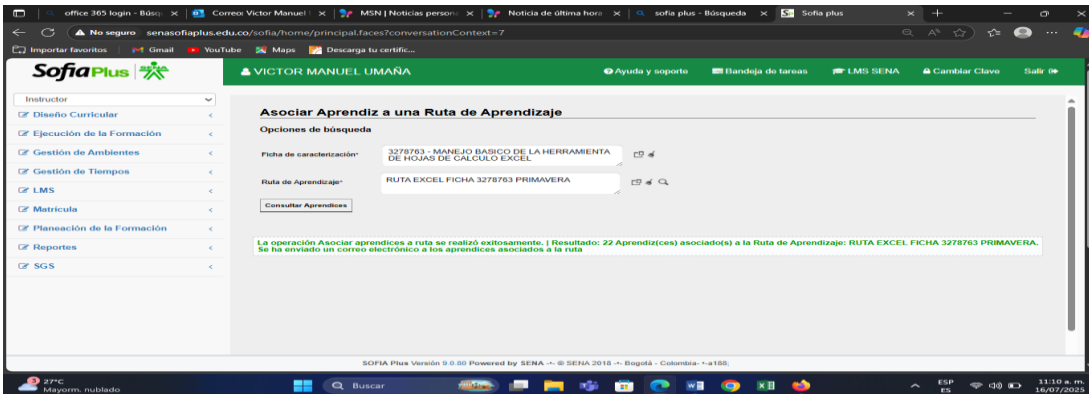 office 365 login - Búsq
Correo: Victor Manuel
MSN | Noticias person
Noticia de última hora
sofia plus - Búsqueda
Sofia plus
No seguro senasofiaplus.edu.co/sofia/home/principal.faces?conversationContext=7
Importar favoritos
Gmail
YouTube
Maps
Descarga tu certific...
Sofia Plus
VICTOR MANUEL UMAÑA
Ayuda y soporte
Bandeja de tareas
LMS SENA
Cambiar Clave
Salir
Instructor
Diseño Curricular
Ejecución de la Formación
Gestión de Ambientes
Gestión de Tiempos
LMS
Matrícula
Planeación de la Formación
Reportes
SGS
Asociar Aprendiz a una Ruta de Aprendizaje
Opciones de búsqueda
Ficha de caracterización*
3278763 - MANEJO BASICO DE LA HERRAMIENTA
DE HOJAS DE CALCULO EXCEL
Ruta de Aprendizaje*
RUTA EXCEL FICHA 3278763 PRIMAVERA
Consultar Aprendices
La operación Asociar aprendices a ruta se realizó exitosamente. | Resultado: 22 Aprendiz(ces) asociado(s) a la Ruta de Aprendizaje: RUTA EXCEL FICHA 3278763 PRIMAVERA.
Se ha enviado un correo electrónico a los aprendices asociados a la ruta
SOFIA Plus Versión 9.0.80 Powered by SENA -*- © SENA 2018 -*- Bogotá - Colombia- *-a188;
3
27°C
Mayorm. nublado
Buscar
ESP
ES
11:10 a. m.
16/07/2025